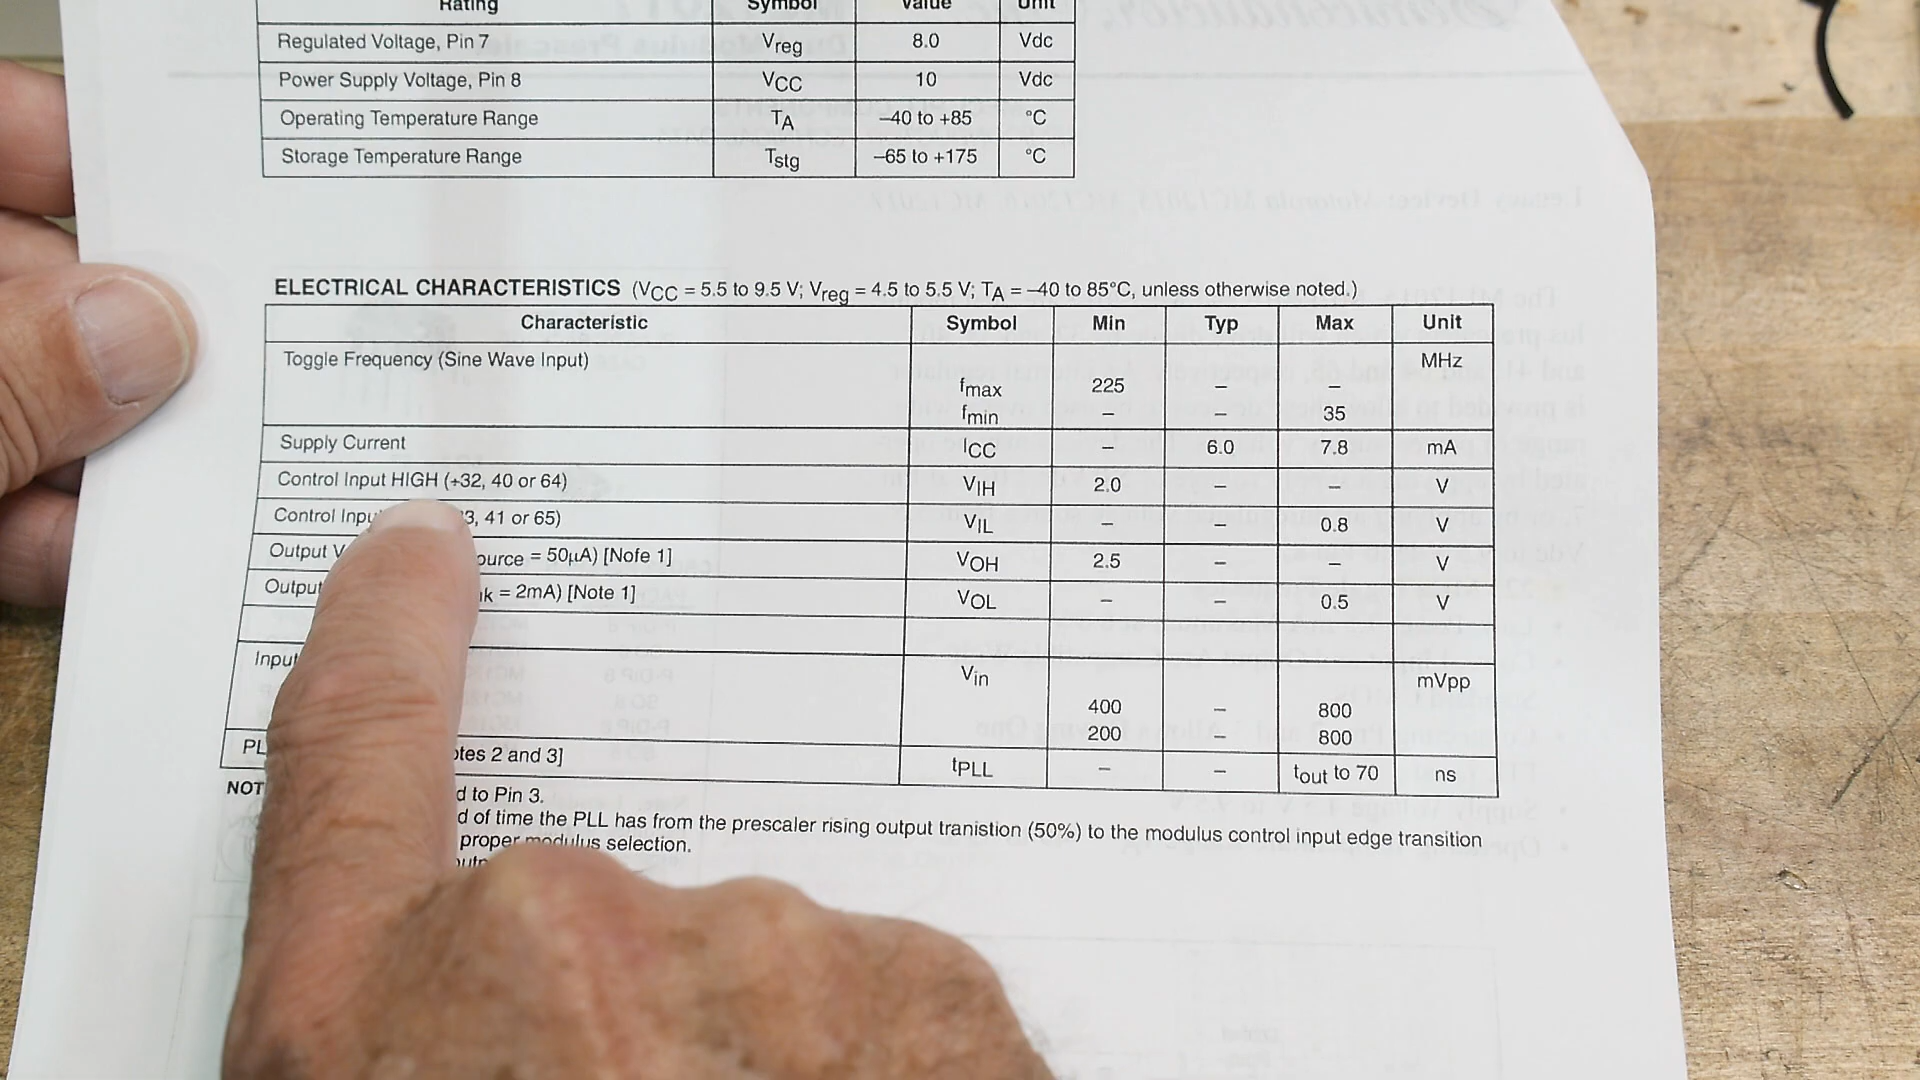 Rating Symbol Value Unit
Regulated Voltage, Pin 7 Vreg 8.0 Vdc
Power Supply Voltage, Pin 8 VCC 10 Vdc
Operating Temperature Range TA –40 to +85 °C
Storage Temperature Range Tstg –65 to +175 °C
ELECTRICAL CHARACTERISTICS (VCC = 5.5 to 9.5 V; Vreg = 4.5 to 5.5 V; TA = –40 to 85°C, unless otherwise noted.)
Characteristic Symbol Min Typ Max Unit
Toggle Frequency (Sine Wave Input) MHz
fmax 225 – –
fmin – – 35
Supply Current ICC – 6.0 7.8 mA
Control Input HIGH (÷32, 40 or 64) VIH 2.0 – – V
Control 41 or 65) VIL – – 0.8 V
Output = 50µA) [Nofe 1] VOH 2.5 – – V
Output = 2mA) [Note 1] VOL – – 0.5 V
Input Vin mVpp
400 – 800
200 – 800
2 and 3] tPLL – – tout to 70 ns
d to Pin 3.
d of time the PLL has from the prescaler rising output tranistion (50%) to the modulus control input edge transition
proper modulus selection.